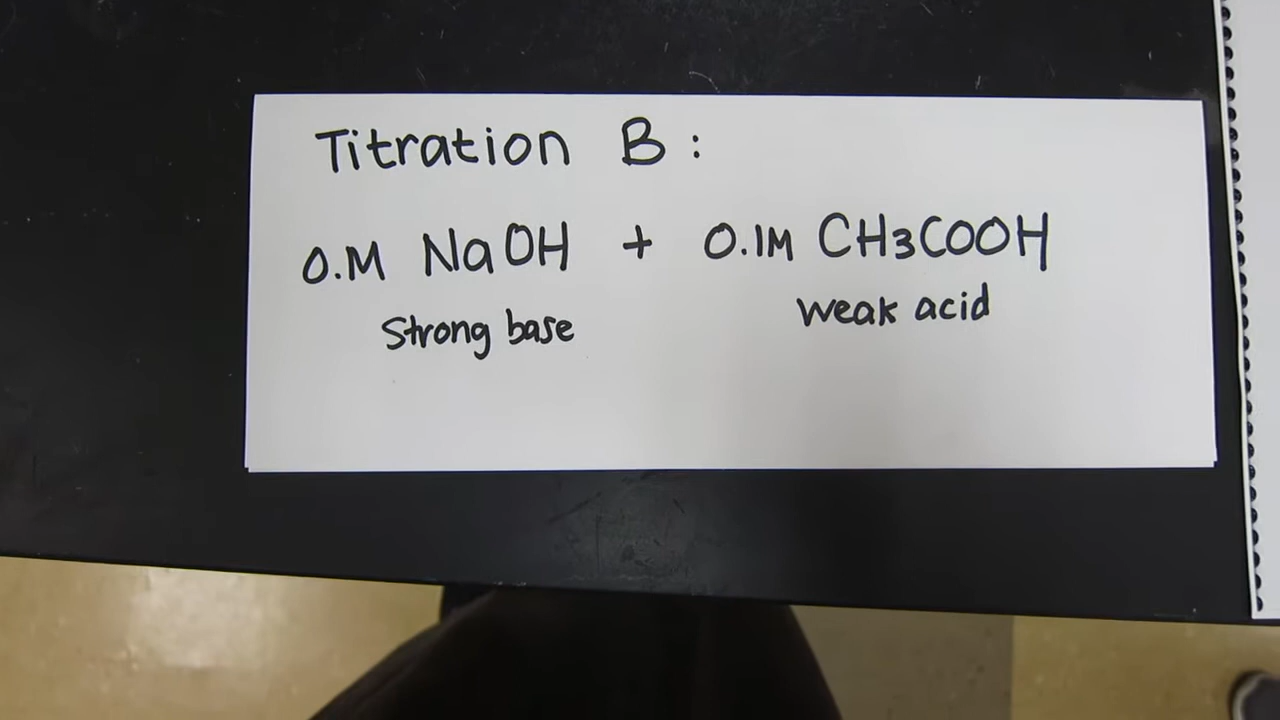 Titration B:
0.M NaOH + 0.1M CH3COOH
Strong base weak acid